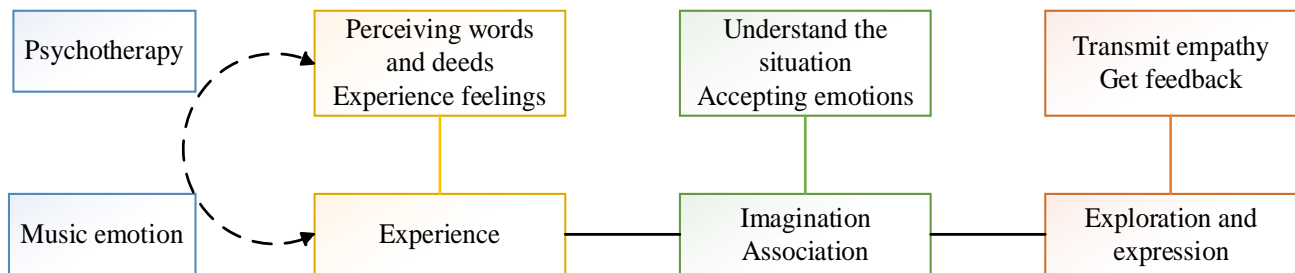 Psychotherapy
Perceiving words
and deeds
Experience feelings
Understand the
situation
Accepting emotions
Transmit empathy
Get feedback
Music emotion
Experience
Imagination
Association
Exploration and
expression